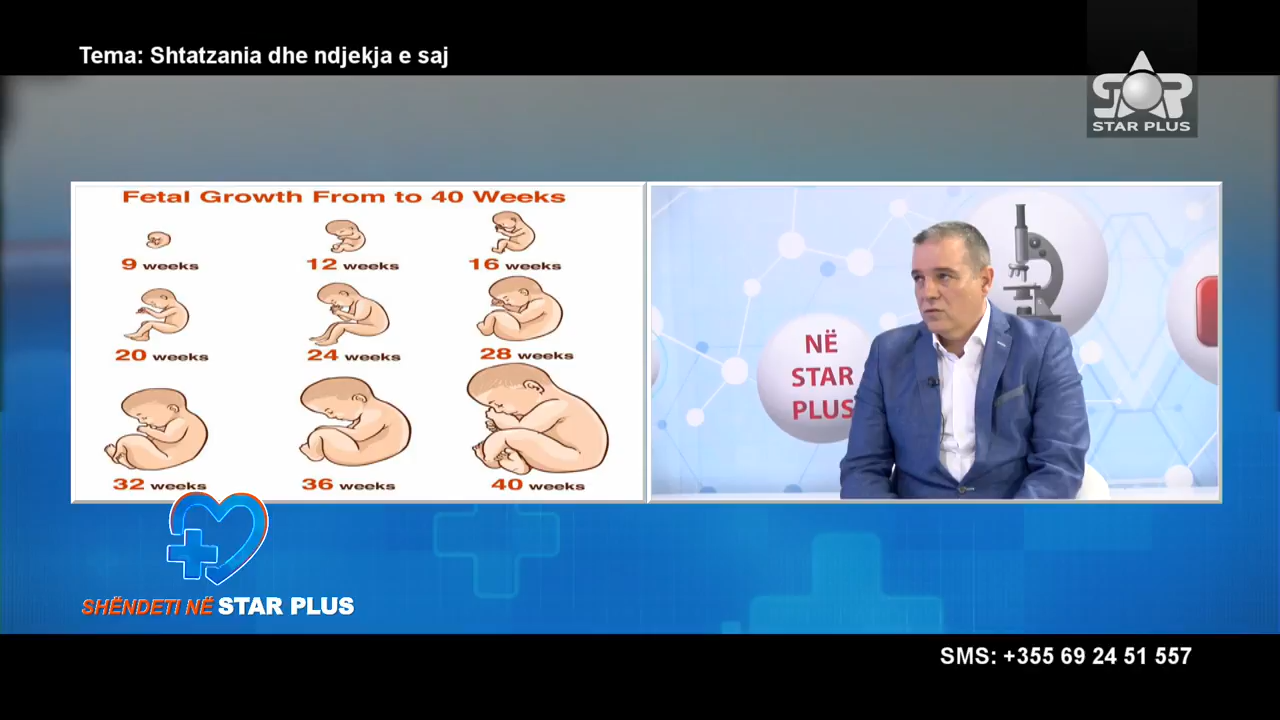 Tema: Shtatzania dhe ndjekja e saj
STAR PLUS
Fetal Growth From to 40 Weeks
9 weeks
12 weeks
16 weeks
20 weeks
24 weeks
28 weeks
32 weeks
36 weeks
40 weeks
NË
STAR
PLUS
SHËNDETI NË STAR PLUS
SMS: +355 69 24 51 557